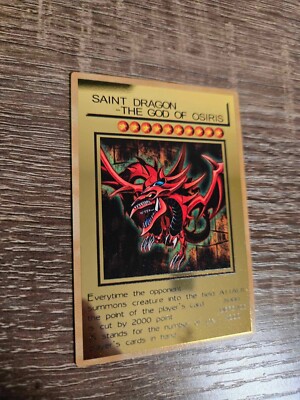 SAINT DRAGON
-THE GOD OF OSIRIS
Everytime the opponent
summons creature into the field
the point of the player's card
cut by 2000 point
stands for the number
cards in hand